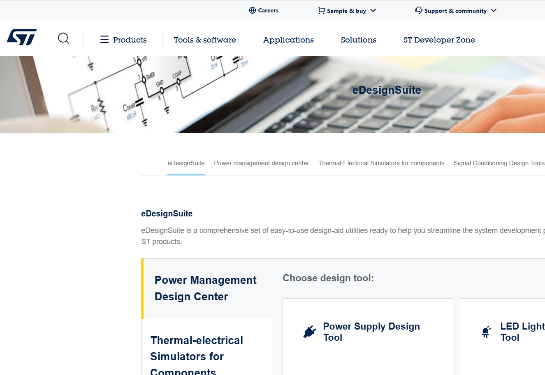 Careers
Sample & buy
Support & community
ST
Products
Tools & software
Applications
Solutions
ST Developer Zone
eDesignSuite
eDesignSuite
Power management design center
Thermal-Electrical Simulators for components
Signal Conditioning Design Tools
eDesignSuite
eDesignSuite is a comprehensive set of easy-to-use design-aid utilities ready to help you streamline the system development
ST products.
Power Management
Design Center
Choose design tool:
Power Supply Design
Tool
LED Light
Tool
Thermal-electrical
Simulators for
Components